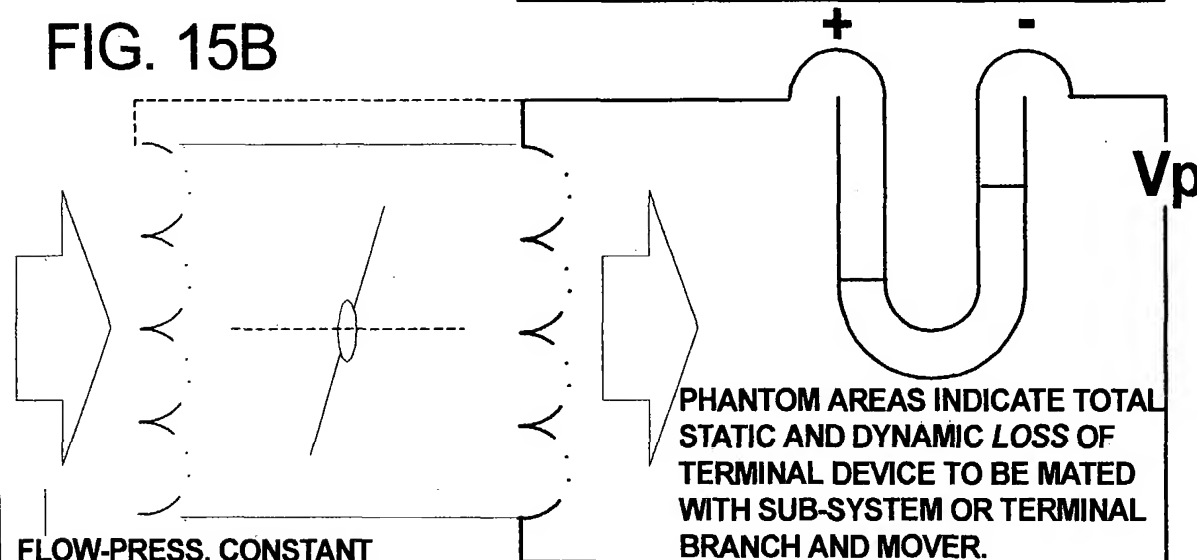 FIG. 15B
+ -
Vp
PHANTOM AREAS INDICATE TOTAL
STATIC AND DYNAMIC LOSS OF
TERMINAL DEVICE TO BE MATED
WITH SUB-SYSTEM OR TERMINAL
BRANCH AND MOVER.
FLOW-PRESS. CONSTANT